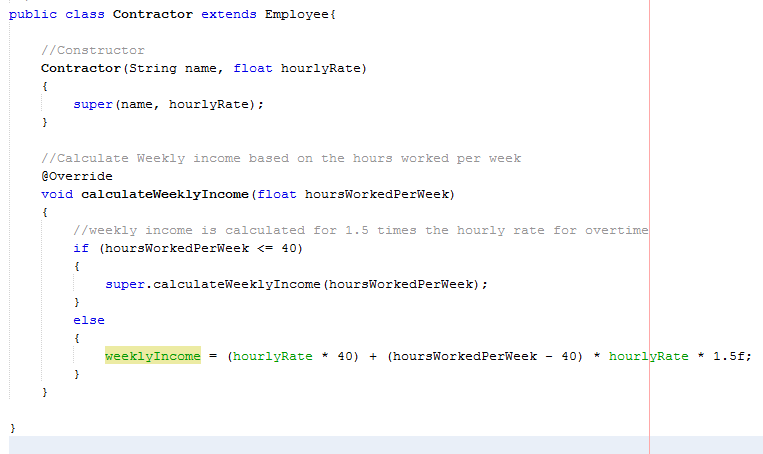 public class Contractor extends Employee{
//Constructor
Contractor(String name, float hourlyRate)
{
super(name, hourlyRate);
}
//Calculate Weekly income based on the hours worked per week
@Override
void calculateWeeklyIncome(float hoursWorkedPerWeek)
{
//weekly income is calculated for 1.5 times the hourly rate for overtime
if (hoursWorkedPerWeek <= 40)
{
super.calculateWeeklyIncome(hoursWorkedPerWeek);
}
else
{
weeklyIncome = (hourlyRate * 40) + (hoursWorkedPerWeek - 40) * hourlyRate * 1.5f;
}
}
}